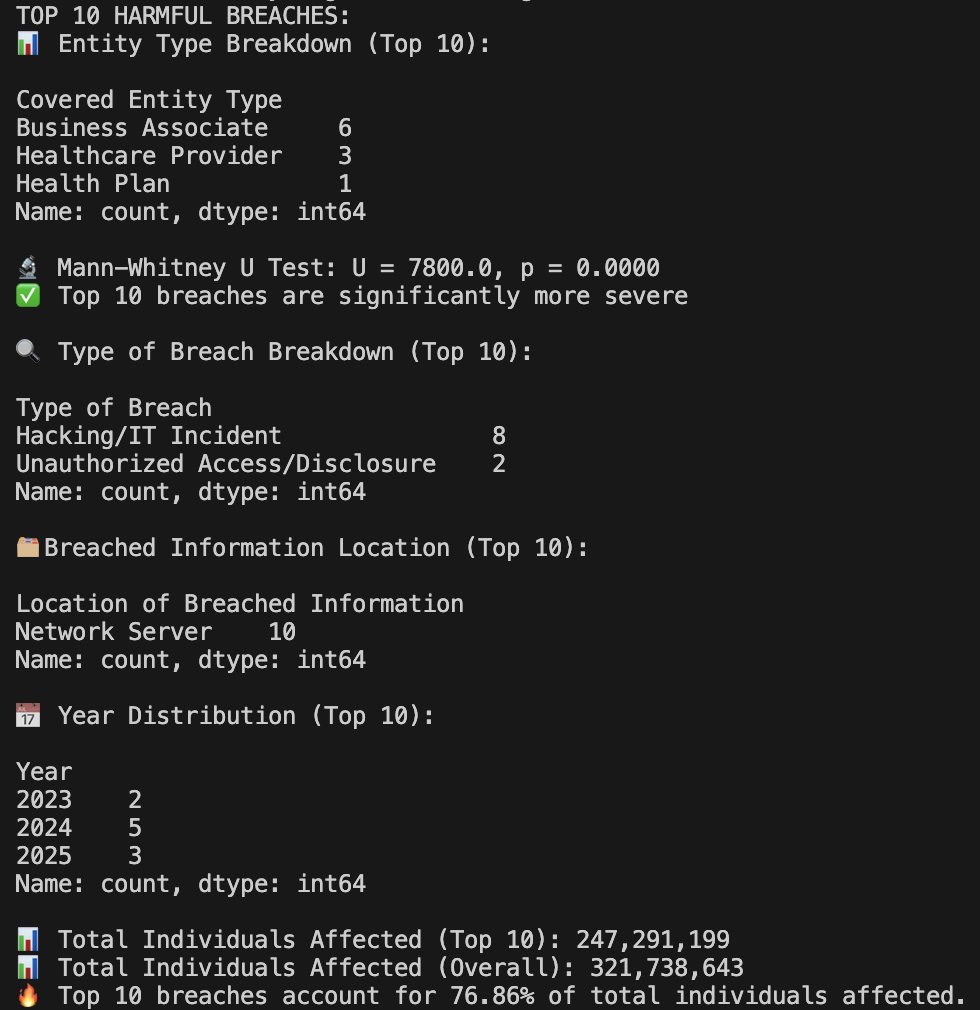 TOP 10 HARMFUL BREACHES:
📊 Entity Type Breakdown (Top 10):
Covered Entity Type
Business Associate     6
Healthcare Provider    3
Health Plan            1
Name: count, dtype: int64
🔬 Mann-Whitney U Test: U = 7800.0, p = 0.0000
✅ Top 10 breaches are significantly more severe
🔍 Type of Breach Breakdown (Top 10):
Type of Breach
Hacking/IT Incident               8
Unauthorized Access/Disclosure    2
Name: count, dtype: int64
🗂️Breached Information Location (Top 10):
Location of Breached Information
Network Server    10
Name: count, dtype: int64
📅 Year Distribution (Top 10):
Year
2023    2
2024    5
2025    3
Name: count, dtype: int64
📊 Total Individuals Affected (Top 10): 247,291,199
📊 Total Individuals Affected (Overall): 321,738,643
🔥 Top 10 breaches account for 76.86% of total individuals affected.